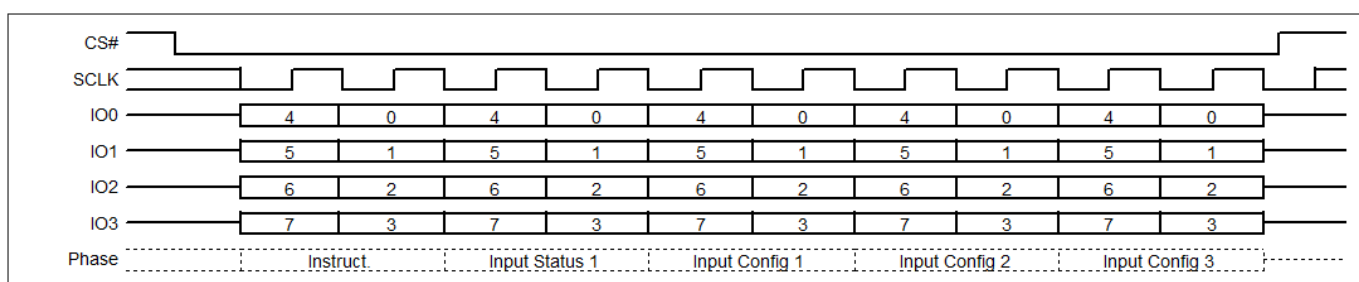 CS#
SCLK
IO0 4 0 4 0 4 0 4 0 4 0
IO1 5 1 5 1 5 1 5 1 5 1
IO2 6 2 6 2 6 2 6 2 6 2
IO3 7 3 7 3 7 3 7 3 7 3
Phase Instruct. Input Status 1 Input Config 1 Input Config 2 Input Config 3